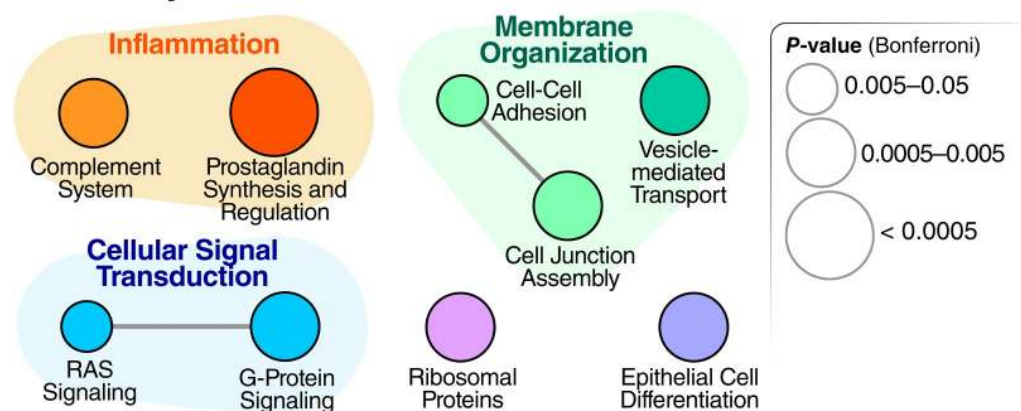 Inflammation
Complement
System
Prostaglandin
Synthesis and
Regulation
Membrane
Organization
Cell-Cell
Adhesion
Vesicle-
mediated
Transport
Cell Junction
Assembly
Cellular Signal
Transduction
RAS
Signaling
G-Protein
Signaling
Ribosomal
Proteins
Epithelial Cell
Differentiation
P-value (Bonferroni)
0.005–0.05
0.0005–0.005
< 0.0005